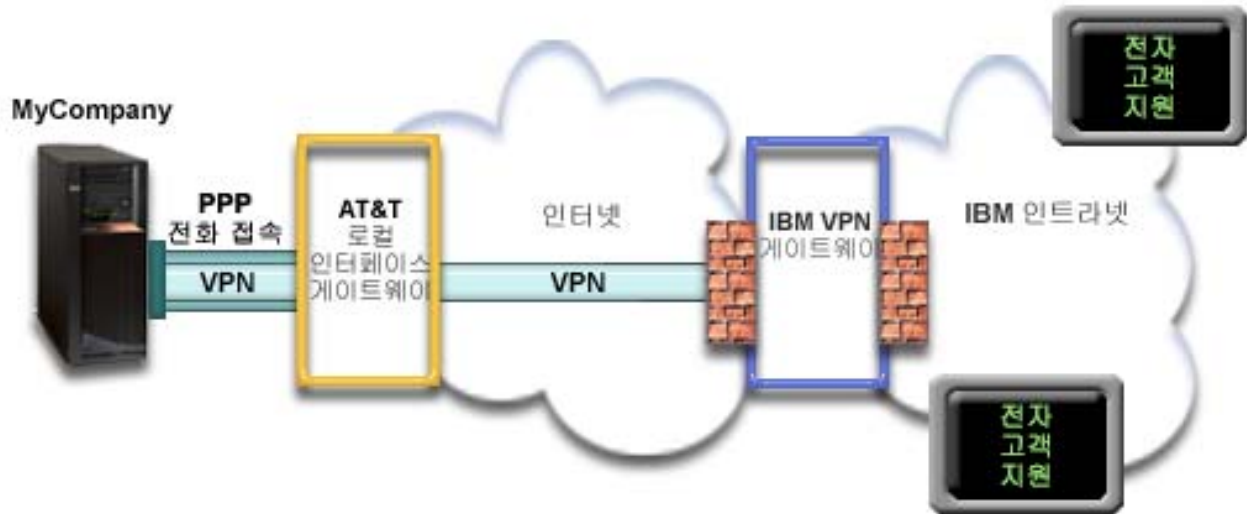 MyCompany
PPP
전화 접속
VPN
AT&T
로컬
인터페이스
게이트웨이
인터넷
VPN
IBM VPN
게이트웨이
IBM 인트라넷
전자
고객
지원
전자
고객
지원